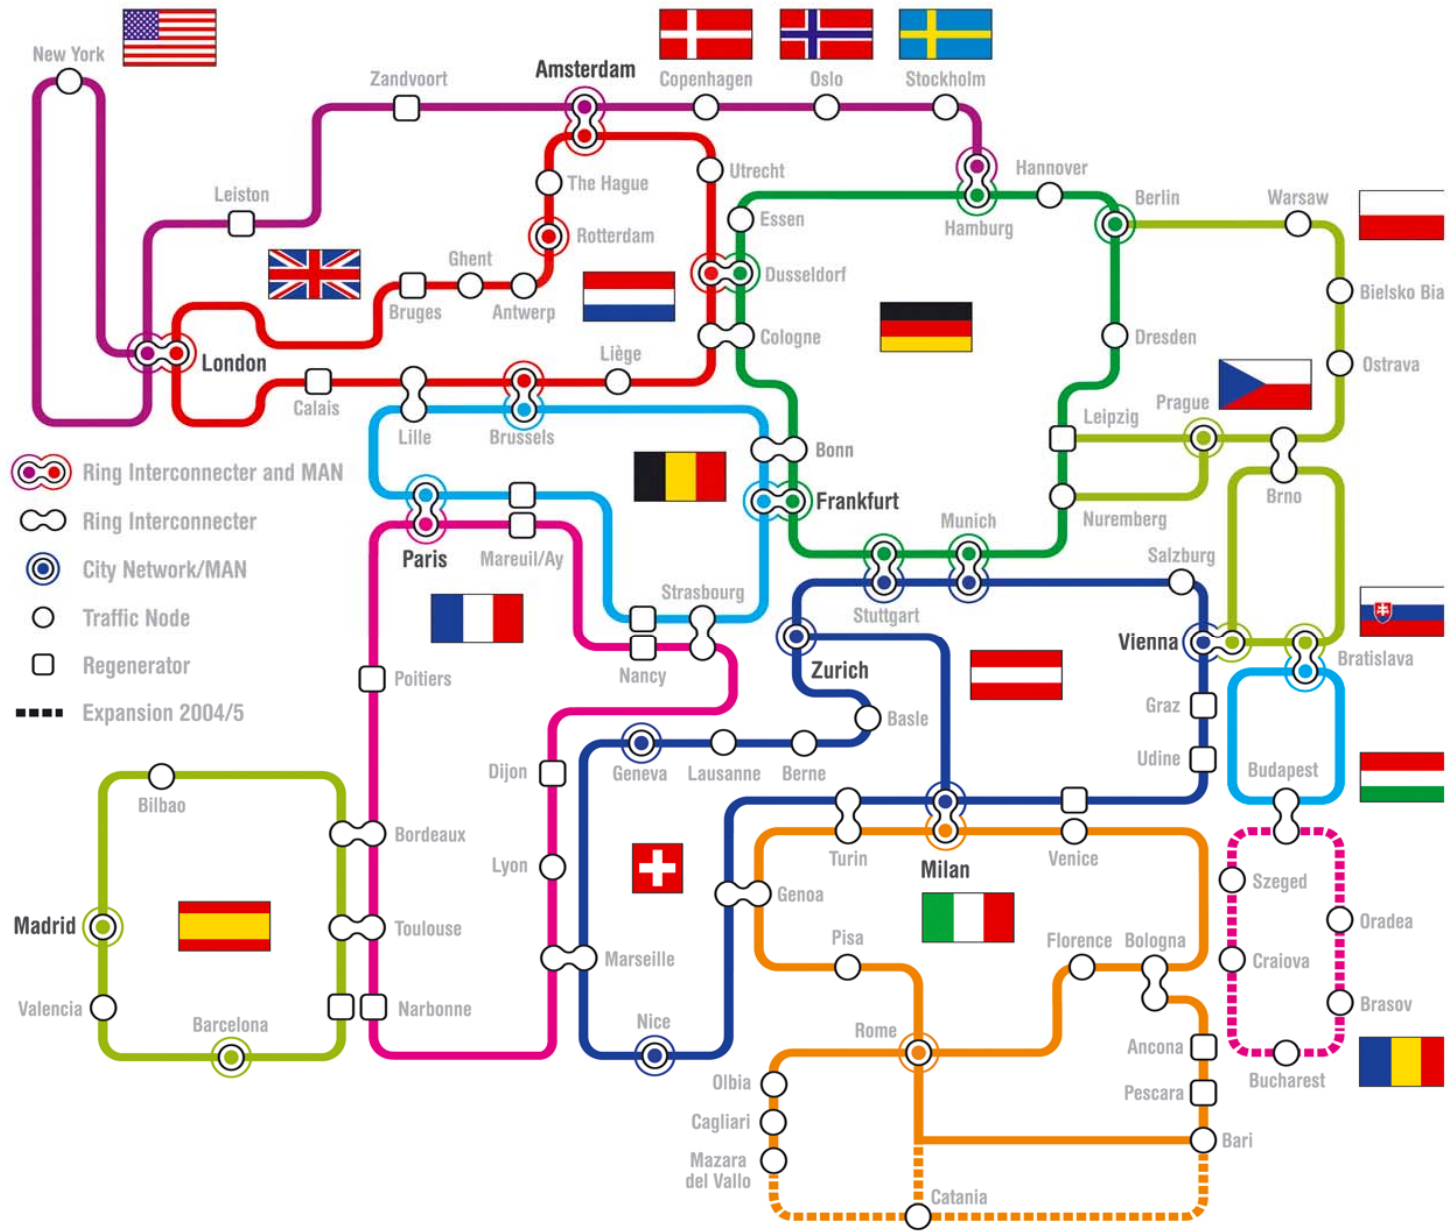 New York
Zandvoort
Amsterdam
Copenhagen
Oslo
Stockholm
Leiston
The Hague
Utrecht
Hannover
Berlin
Warsaw
Essen
Rotterdam
Hamburg
Ghent
Dusseldorf
Bielsko Bia
Bruges
Antwerp
Cologne
Dresden
London
Liège
Ostrava
Calais
Lille
Brussels
Leipzig
Prague
Bonn
Ring Interconnecter and MAN
Frankfurt
Brno
Ring Interconnecter
Munich
Nuremberg
Paris
Mareuil/Ay
Salzburg
City Network/MAN
Strasbourg
Stuttgart
Traffic Node
Vienna
Bratislava
Regenerator
Nancy
Zurich
Poitiers
Graz
Expansion 2004/5
Basle
Udine
Dijon
Geneva
Lausanne
Berne
Budapest
Bilbao
Bordeaux
Turin
Venice
Lyon
Milan
Szeged
Genoa
Madrid
Toulouse
Oradea
Pisa
Florence
Bologna
Marseille
Craiova
Valencia
Narbonne
Brasov
Barcelona
Nice
Rome
Ancona
Olbia
Bucharest
Pescara
Cagliari
Bari
Mazara
del Vallo
Catania